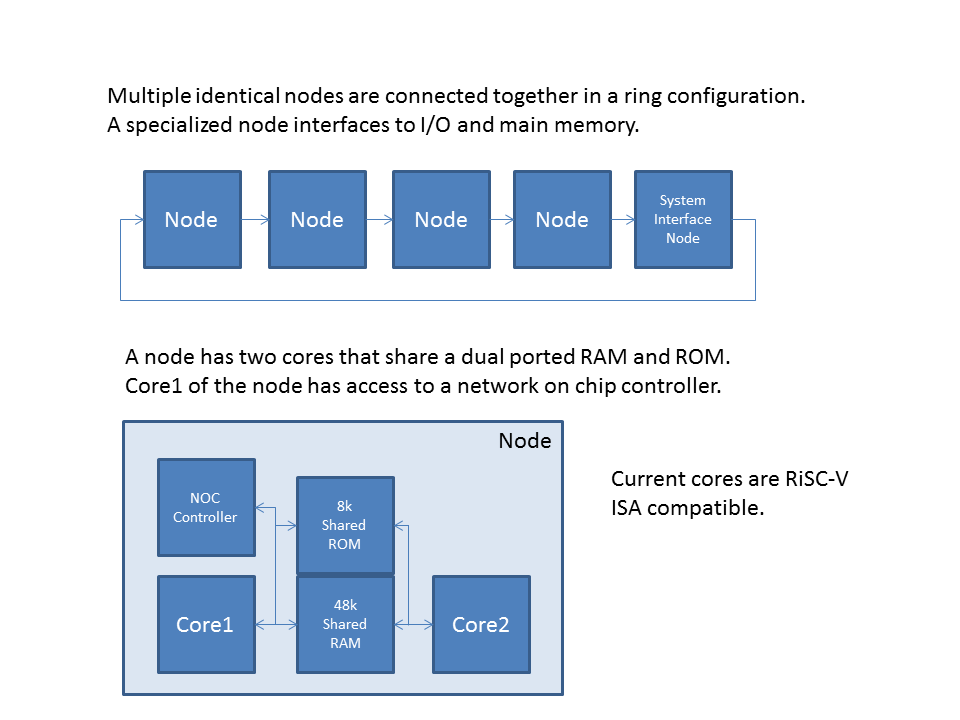 Multiple identical nodes are connected together in a ring configuration.
A specialized node interfaces to I/O and main memory.
Node
Node
Node
Node
System
Interface
Node
A node has two cores that share a dual ported RAM and ROM.
Core1 of the node has access to a network on chip controller.
Node
NOC
Controller
8k
Shared
ROM
Core1
48k
Shared
RAM
Core2
Current cores are RiSC-V
ISA compatible.